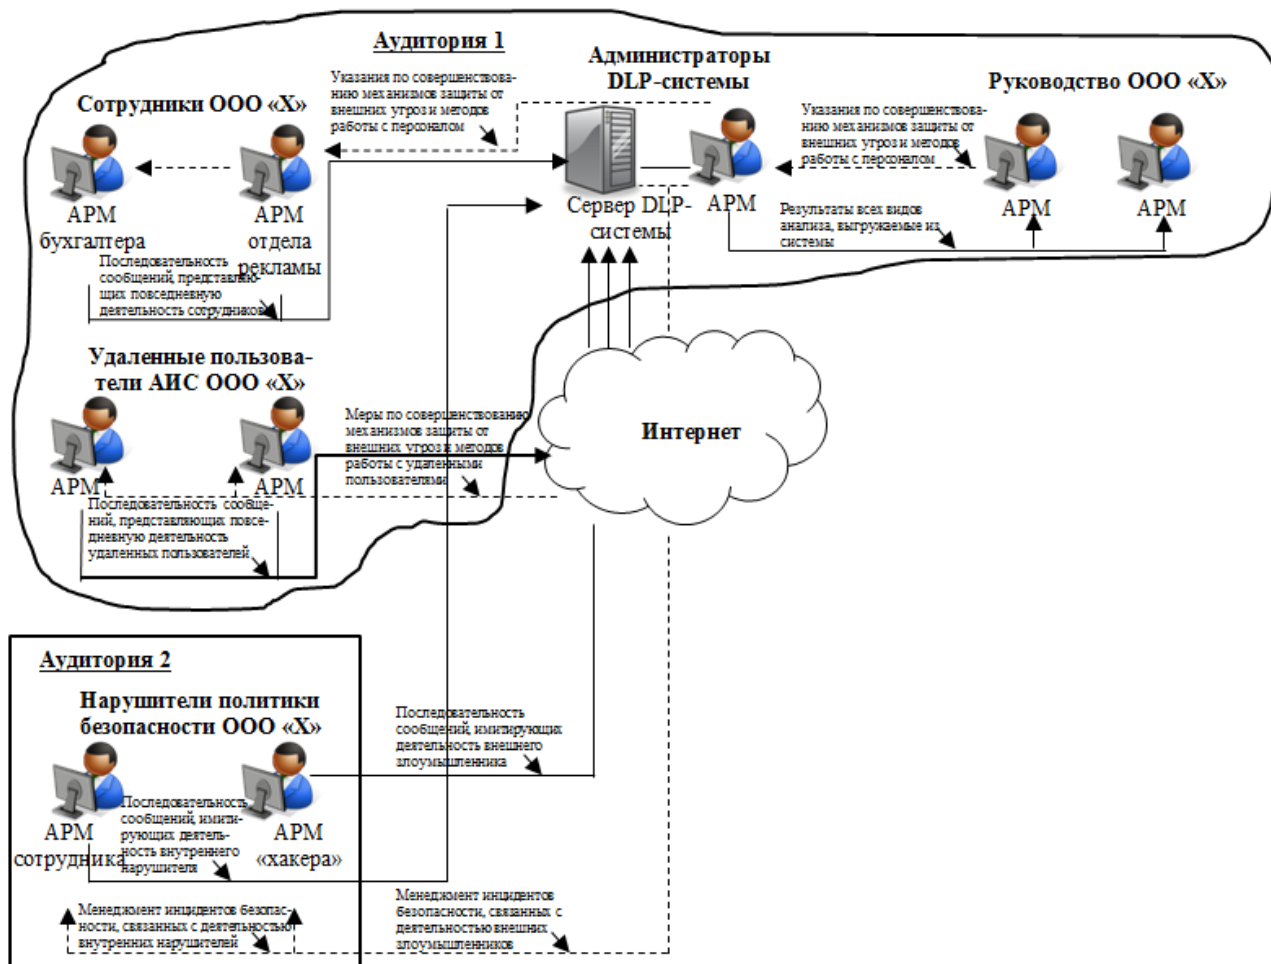 Аудитория 1
Сотрудники ООО «Х»
Указания по совершенствова-
нию механизмов защиты от
внешних угроз и методов
работы с персоналом
Администраторы
DLP-системы
Руководство ООО «Х»
Указания по совершенствова-
нию механизмов защиты от
внешних угроз и методов
работы с персоналом
АРМ
бухгалтера
АРМ
отдела
рекламы
Сервер DLP-
системы
АРМ
АРМ
АРМ
Результаты всех видов
анализа, выгружаемые из
системы
Последовательность
сообщений, представляю-
щих повседневную
деятельность сотрудников
Удаленные пользова-
тели АИС ООО «Х»
АРМ
АРМ
Меры по совершенствованию
механизмов защиты от
внешних угроз и методов
работы с удаленными
пользователями
Интернет
Последовательность сообще-
ний, представляющих повсе-
дневную деятельность
удаленных пользователей
Аудитория 2
Нарушители политики
безопасности ООО «Х»
АРМ
сотрудника
АРМ
«хакера»
Последовательность
сообщений, имити-
рующих деятель-
ность внутреннего
нарушителя
Последовательность
сообщений, имитирующих
деятельность внешнего
злоумышленника
Менеджмент инцидентов безопас-
ности, связанных с деятельностью
внутренних нарушителей
Менеджмент инцидентов
безопасности, связанных с
деятельностью внешних
злоумышленников